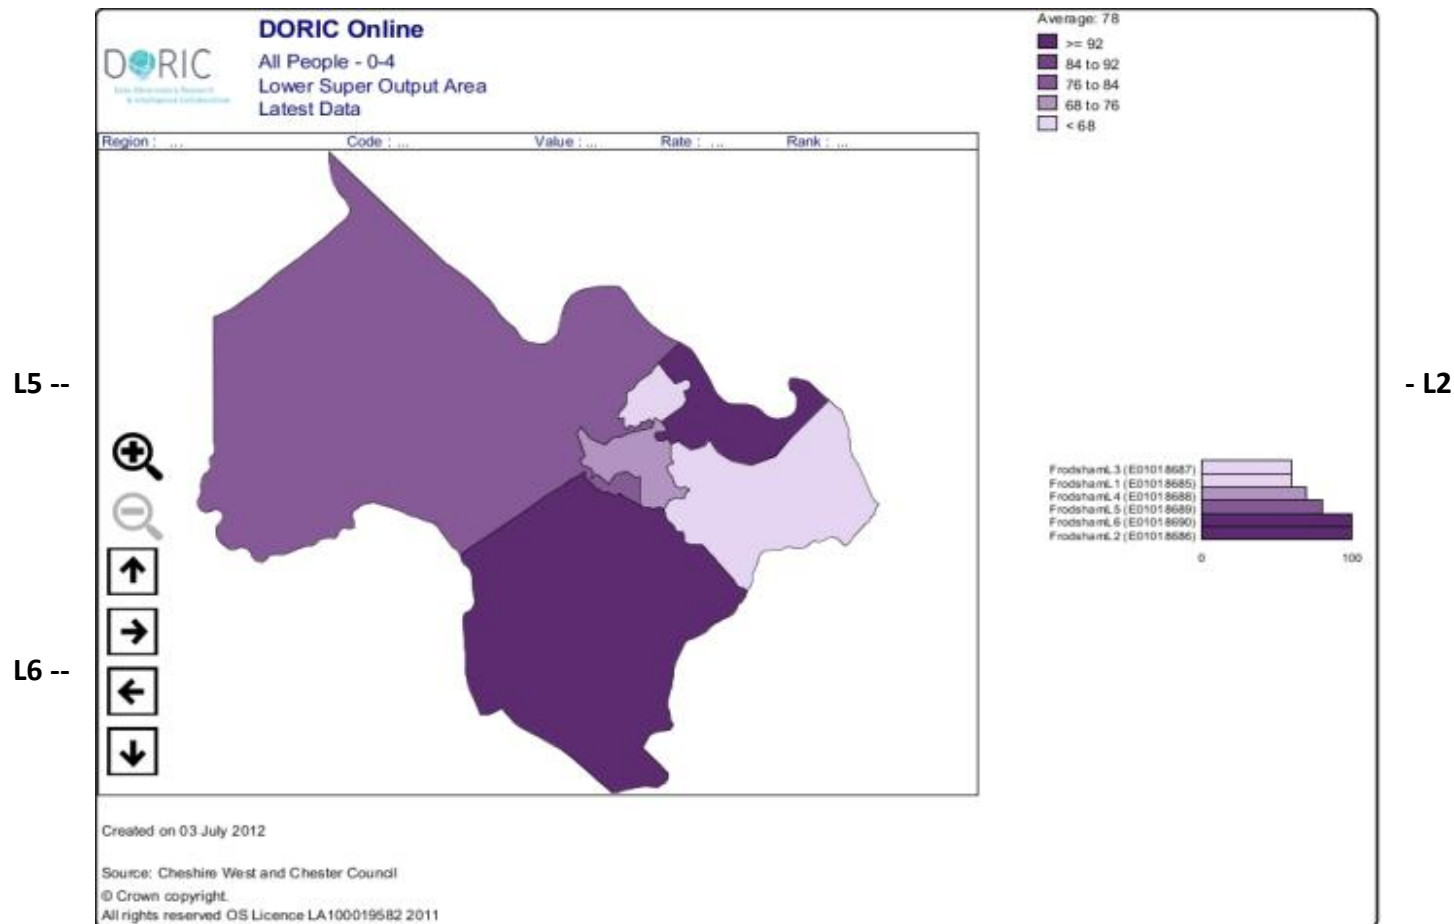 DORIC Online
DORIC
All People - 0-4
Lower Super Output Area
Latest Data
Average: 78
>= 92
84 to 92
76 to 84
68 to 76
< 68
Region : ...
Code : ...
Value : ...
Rate : ...
Rank : ...
L5 --
- L2
L6 --
FrodshamL3 (E01018687)
FrodshamL1 (E01018685)
FrodshamL4 (E01018688)
FrodshamL5 (E01018689)
FrodshamL6 (E01018690)
FrodshamL2 (E01018686)
0
100
Created on 03 July 2012
Source: Cheshire West and Chester Council
© Crown copyright.
All rights reserved OS Licence LA100019582 2011